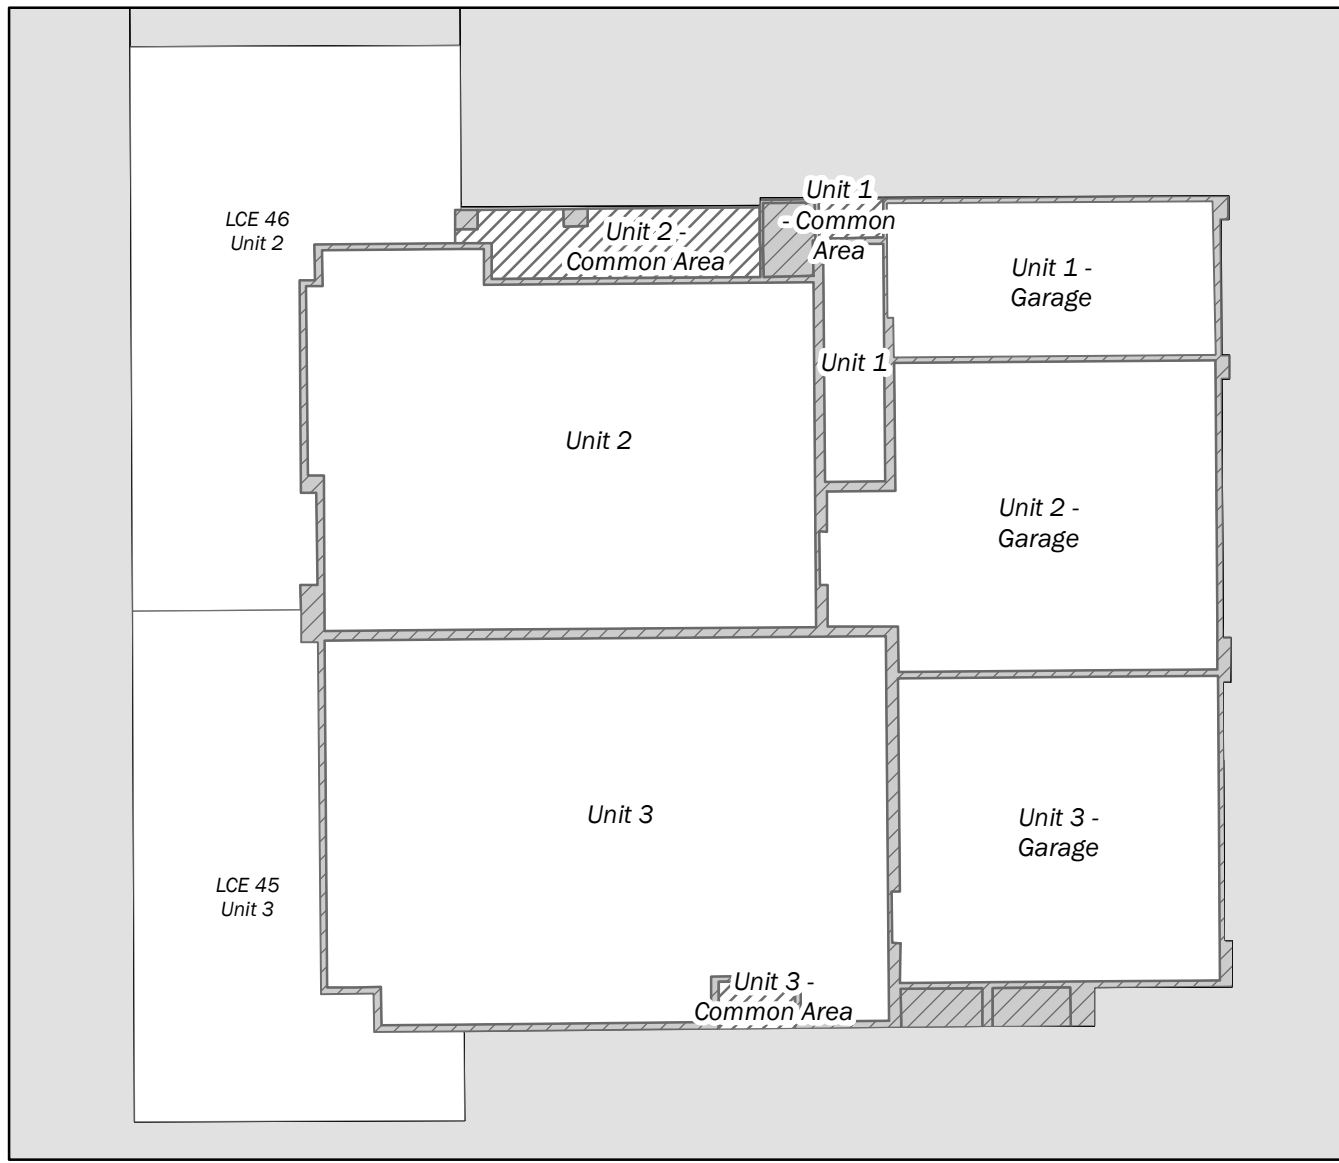 Unit 1
- Common
Area
LCE 46
Unit 2
Unit 2 -
Common Area
Unit 1 -
Garage
Unit 1
Unit 2
Unit 2 -
Garage
Unit 3
Unit 3 -
Garage
LCE 45
Unit 3
Unit 3 -
Common Area